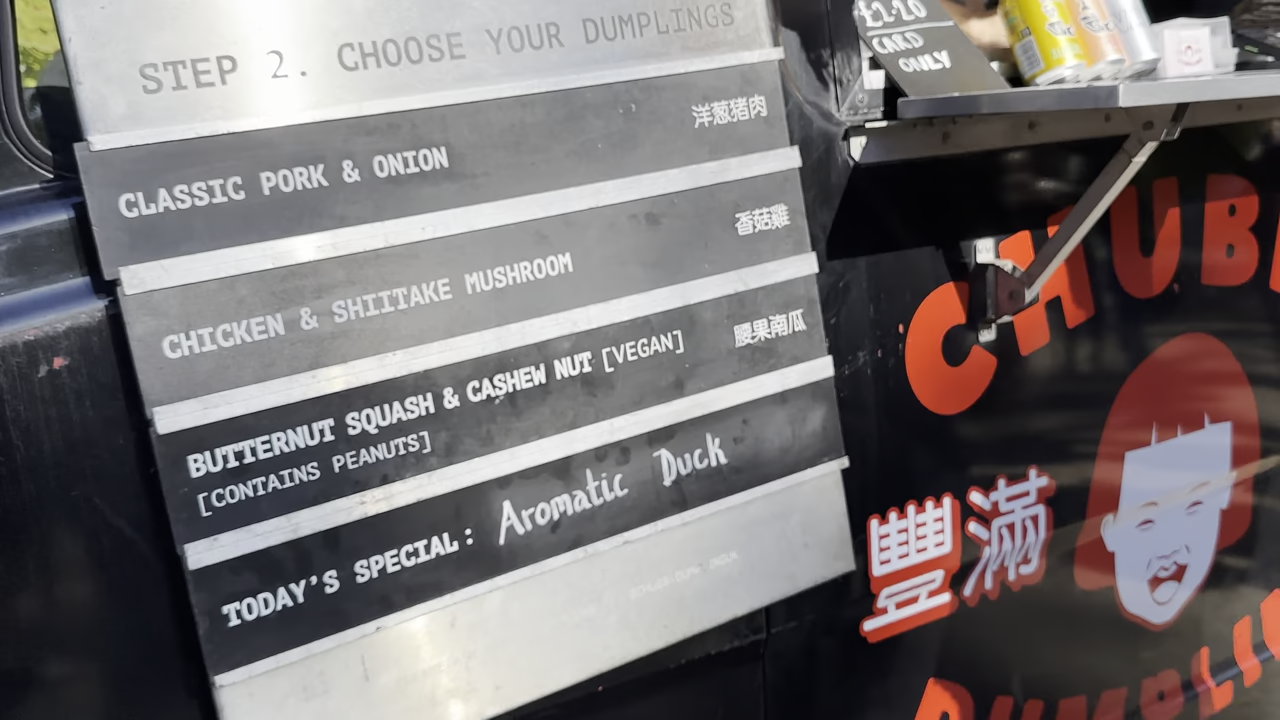 STEP 2. CHOOSE YOUR DUMPLINGS
CLASSIC PORK & ONION 洋葱猪肉
CHICKEN & SHIITAKE MUSHROOM 香菇雞
BUTTERNUT SQUASH & CASHEW NUT [VEGAN] 腰果南瓜
[CONTAINS PEANUTS]
TODAY'S SPECIAL: Aromatic Duck
£2.20
CARD
ONLY
CHUB
豐滿